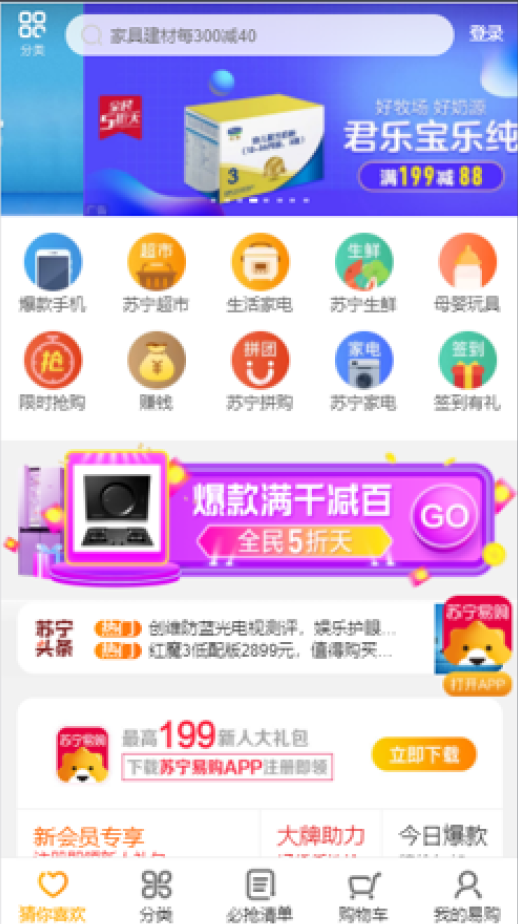 家具建材每300减40
登录
分类
全民
5折天
好牧场 好奶源
君乐宝乐纯
满199减88
3
广告
超市
生鲜
爆款手机
苏宁超市
生活家电
苏宁生鲜
母婴玩具
抢
拼团
家电
签到
限时抢购
赚钱
苏宁拼购
苏宁家电
签到有礼
爆款满千减百
全民5折天
GO
苏宁
头条
热门 创维防蓝光电视测评，娱乐护眼...
热门 红魔3低配版2899元，值得购买...
苏宁易购
打开APP
苏宁易购
最高199新人大礼包
下载苏宁易购APP注册即领
立即下载
新会员专享
大牌助力
今日爆款
猜你喜欢
分类
必抢清单
购物车
我的易购